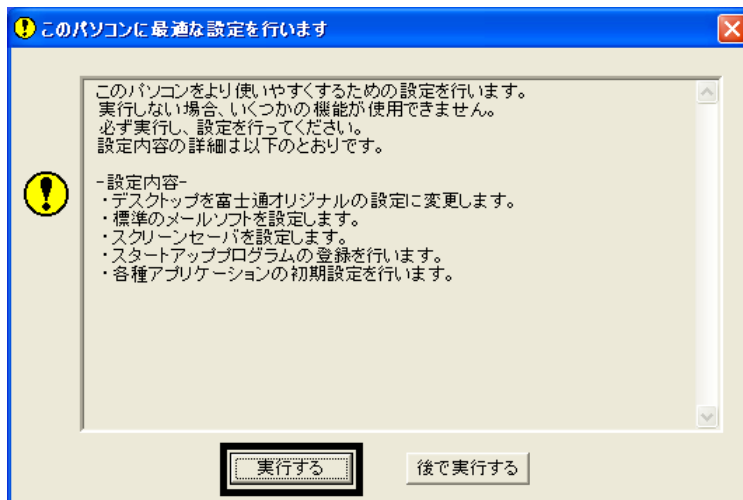 このパソコンに最適な設定を行います
このパソコンをより使いやすくするための設定を行います。
実行しない場合、いくつかの機能が使用できません。
必ず実行し、設定を行ってください。
設定内容の詳細は以下のとおりです。
-設定内容-
・デスクトップを富士通オリジナルの設定に変更します。
・標準のメールソフトを設定します。
・スクリーンセーバを設定します。
・スタートアッププログラムの登録を行います。
・各種アプリケーションの初期設定を行います。
実行する
後で実行する